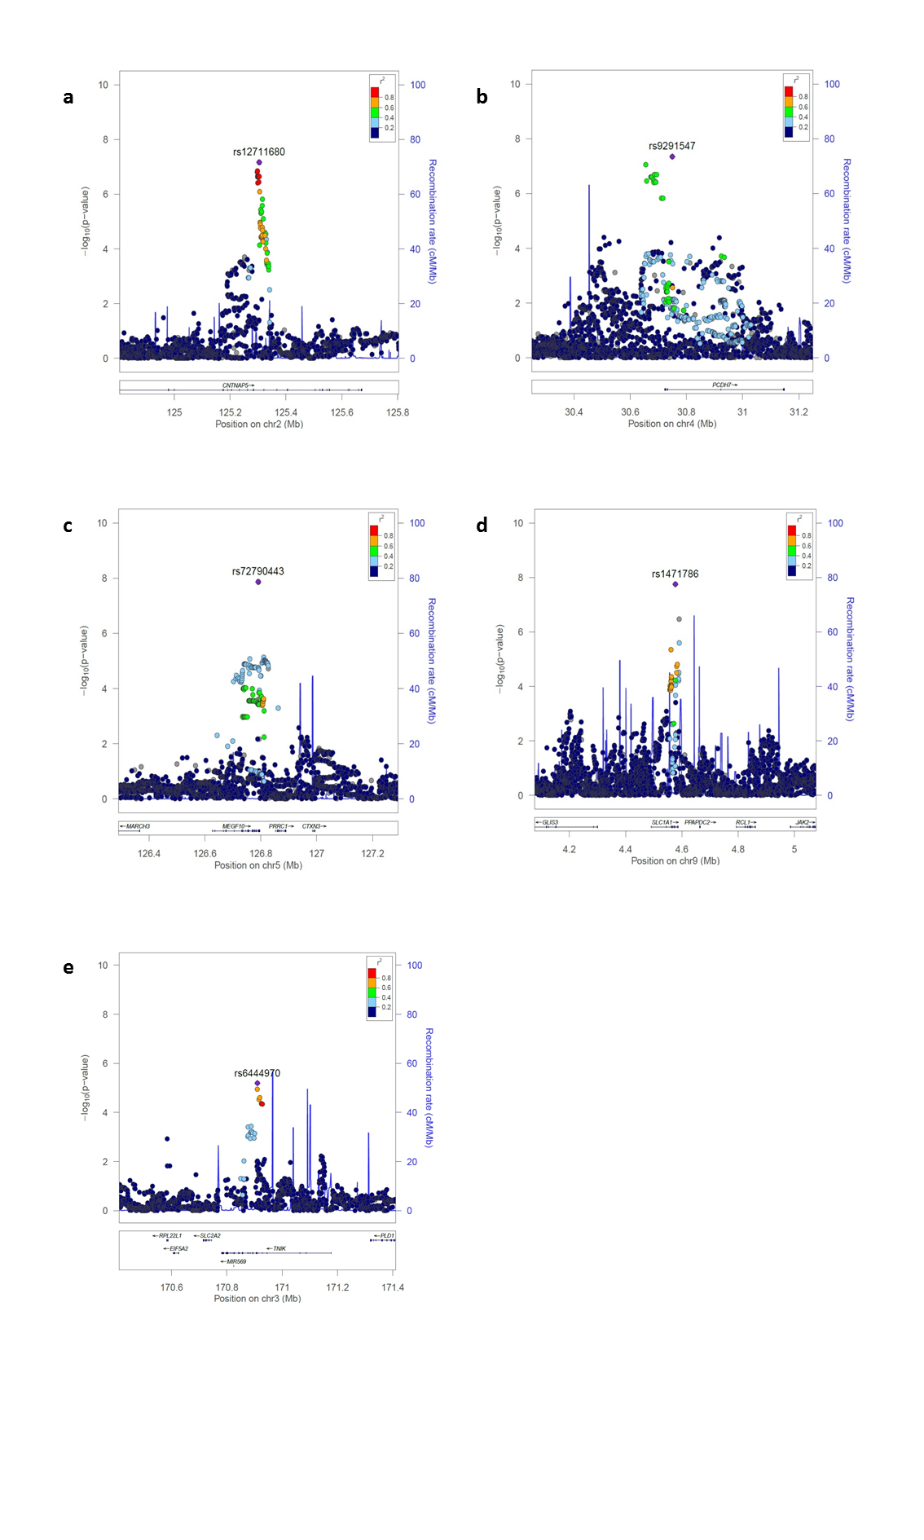 a
10
8
6
4
2
0
100
80
60
40
20
0
−log10(p−value)
Recombination rate (cM/Mb)
r2
0.8
0.6
0.4
0.2
rs12711680
CNTNAP5→
125 125.2 125.4 125.6 125.8
Position on chr2 (Mb)
b
10
8
6
4
2
0
100
80
60
40
20
0
−log10(p−value)
Recombination rate (cM/Mb)
r2
0.8
0.6
0.4
0.2
rs9291547
PCDH7→
30.4 30.6 30.8 31 31.2
Position on chr4 (Mb)
c
10
8
6
4
2
0
100
80
60
40
20
0
−log10(p−value)
Recombination rate (cM/Mb)
r2
0.8
0.6
0.4
0.2
rs72790443
←MARCH3 MEGF10→ PRRC1→ CTXN3→
126.4 126.6 126.8 127 127.2
Position on chr5 (Mb)
d
10
8
6
4
2
0
100
80
60
40
20
0
−log10(p−value)
Recombination rate (cM/Mb)
r2
0.8
0.6
0.4
0.2
rs1471786
←GLIS3 SLC1A1→ PPAPDC2→ RCL1→ JAK2→
4.2 4.4 4.6 4.8 5
Position on chr9 (Mb)
e
10
8
6
4
2
0
100
80
60
40
20
0
−log10(p−value)
Recombination rate (cM/Mb)
r2
0.8
0.6
0.4
0.2
rs6444970
←RPL22L1 ←SLC2A2 ←PLD1
←EIF5A2 ←TNIK
←MIR569
170.6 170.8 171 171.2 171.4
Position on chr3 (Mb)